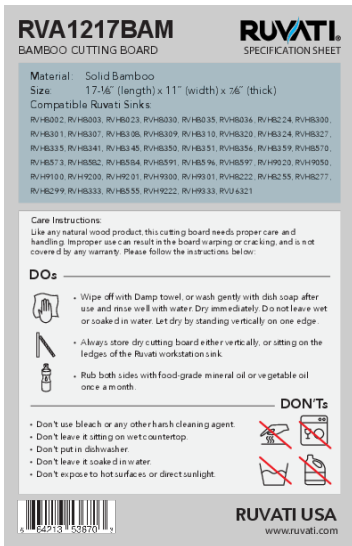 RVA1217BAM
BAMBOO CUTTING BOARD
RUVATI®
SPECIFICATION SHEET
Material: Solid Bamboo
Size: 17-⅛" (length) x 11" (width) x ⅞" (thick)
Compatible Ruvati Sinks:
RVH8002, RVH8003, RVH8023, RVH8030, RVH8035, RVH8036, RVH8224, RVH8300,
RVH8301, RVH8307, RVH8308, RVH8309, RVH8310, RVH8320, RVH8324, RVH8327,
RVH8335, RVH8341, RVH8345, RVH8350, RVH8351, RVH8356, RVH8359, RVH8570,
RVH8573, RVH8582, RVH8584, RVH8591, RVH8596, RVH8597, RVH9020, RVH9050,
RVH9100, RVH9200, RVH9201, RVH9300, RVH9301, RVH8222, RVH8255, RVH8277,
RVH8299, RVH8333, RVH8555, RVH9222, RVH9333, RVU6321
Care Instructions:
Like any natural wood product, this cutting board needs proper care and
handling. Improper use can result in the board warping or cracking, and is not
covered by any warranty. Please follow the instructions below:
DOs
• Wipe off with Damp towel, or wash gently with dish soap after
use and rinse well with water. Dry immediately. Do not leave wet
or soaked in water. Let dry by standing vertically on one edge.
• Always store dry cutting board either vertically, or sitting on the
ledges of the Ruvati workstation sink.
• Rub both sides with food-grade mineral oil or vegetable oil
once a month.
DON'Ts
• Don't use bleach or any other harsh cleaning agent.
• Don't leave it sitting on wet countertop.
• Don't put in dishwasher.
• Don't leave it soaked in water.
• Don't expose to hot surfaces or direct sunlight.
6 64213 53670 9
RUVATI USA
www.ruvati.com